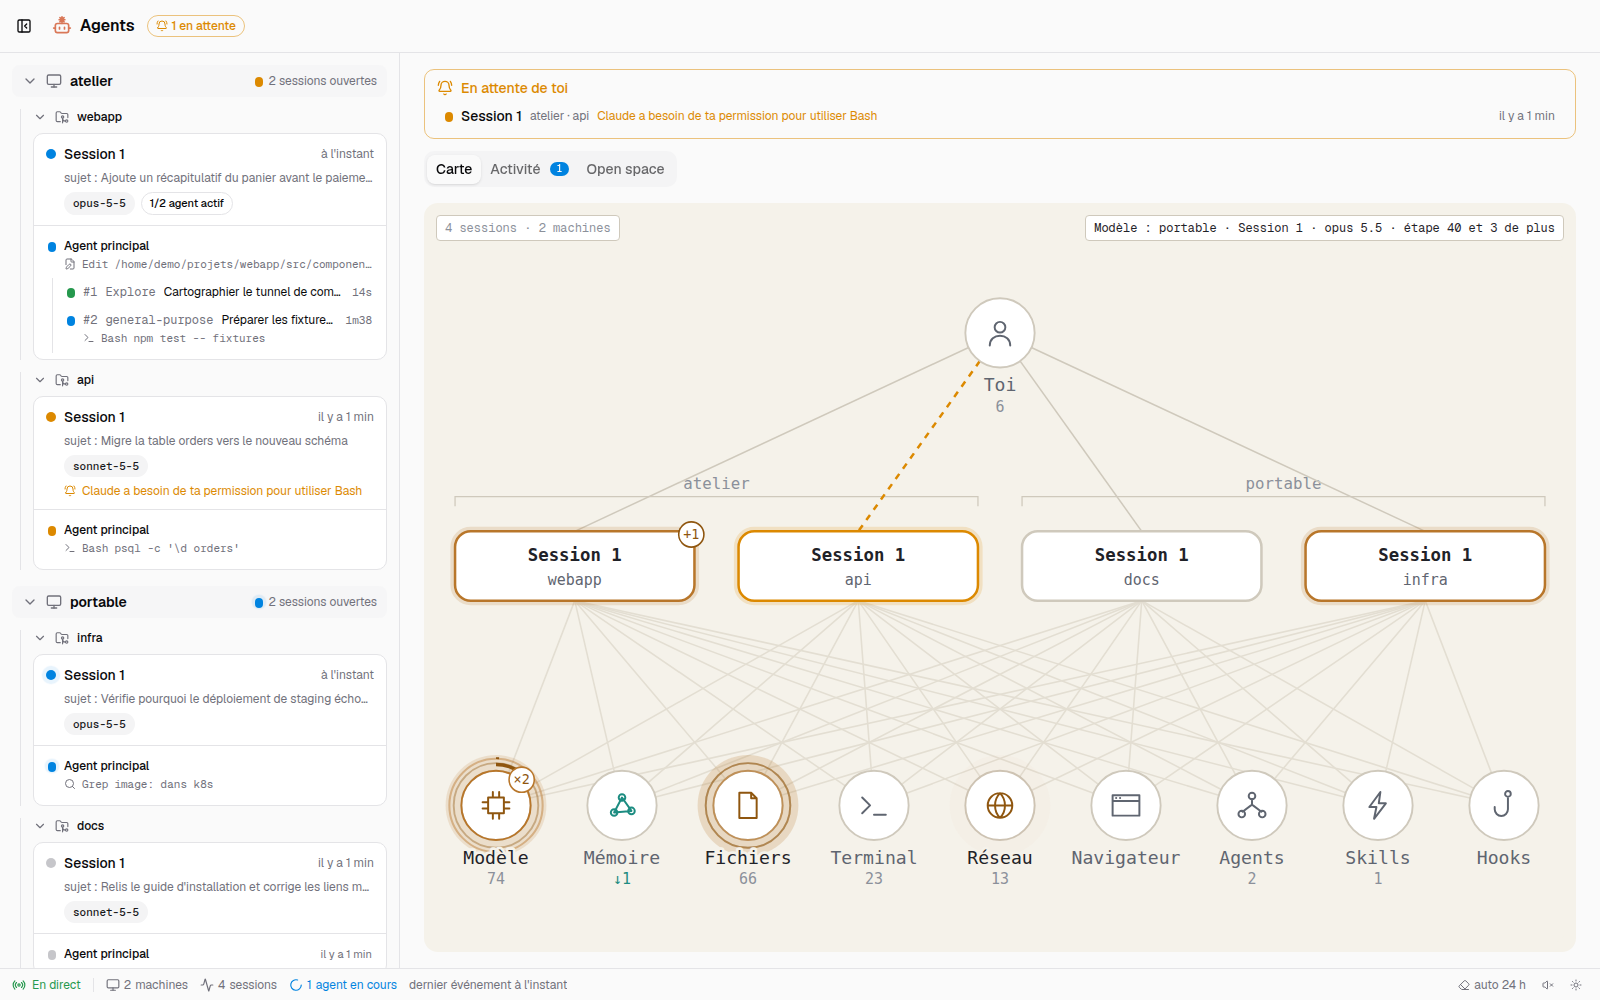 Agents
1 en attente
atelier
2 sessions ouvertes
webapp
Session 1
à l'instant
sujet : Ajoute un récapitulatif du panier avant le paieme…
opus-5-5
1/2 agent actif
Agent principal
Edit /home/demo/projets/webapp/src/componen…
#1 Explore Cartographier le tunnel de com… 14s
#2 general-purpose Préparer les fixture… 1m38
Bash npm test -- fixtures
api
Session 1
il y a 1 min
sujet : Migre la table orders vers le nouveau schéma
sonnet-5-5
Claude a besoin de ta permission pour utiliser Bash
Agent principal
Bash psql -c '\d orders'
portable
2 sessions ouvertes
infra
Session 1
à l'instant
sujet : Vérifie pourquoi le déploiement de staging écho…
opus-5-5
Agent principal
Grep image: dans k8s
docs
Session 1
il y a 1 min
sujet : Relis le guide d'installation et corrige les liens m…
sonnet-5-5
Agent principal
il y a 1 min
En attente de toi
Session 1 atelier · api Claude a besoin de ta permission pour utiliser Bash
il y a 1 min
Carte
Activité 1
Open space
4 sessions · 2 machines
Modèle : portable · Session 1 · opus 5.5 · étape 40 et 3 de plus
Toi
6
atelier
portable
+1
Session 1
webapp
Session 1
api
Session 1
docs
Session 1
infra
×2
Modèle
74
Mémoire
↓1
Fichiers
66
Terminal
23
Réseau
13
Navigateur
Agents
2
Skills
1
Hooks
En direct
2 machines
4 sessions
1 agent en cours
dernier événement à l'instant
auto 24 h